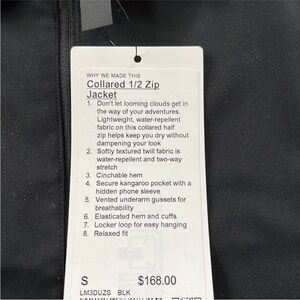 WHY WE MADE THIS
Collared 1/2 Zip
Jacket
1. Don't let looming clouds get in
the way of your adventures.
Lightweight, water-repellent
fabric on this collared half
zip helps keep you dry without
dampening your look
2. Softly textured twill fabric is
water-repellent and two-way
stretch
3. Cinchable hem
4. Secure kangaroo pocket with a
hidden phone sleeve
5. Vented underarm gussets for
breathability
6. Elasticated hem and cuffs
7. Locker loop for easy hanging
8. Relaxed fit
S $168.00
LM3DUZS BLK